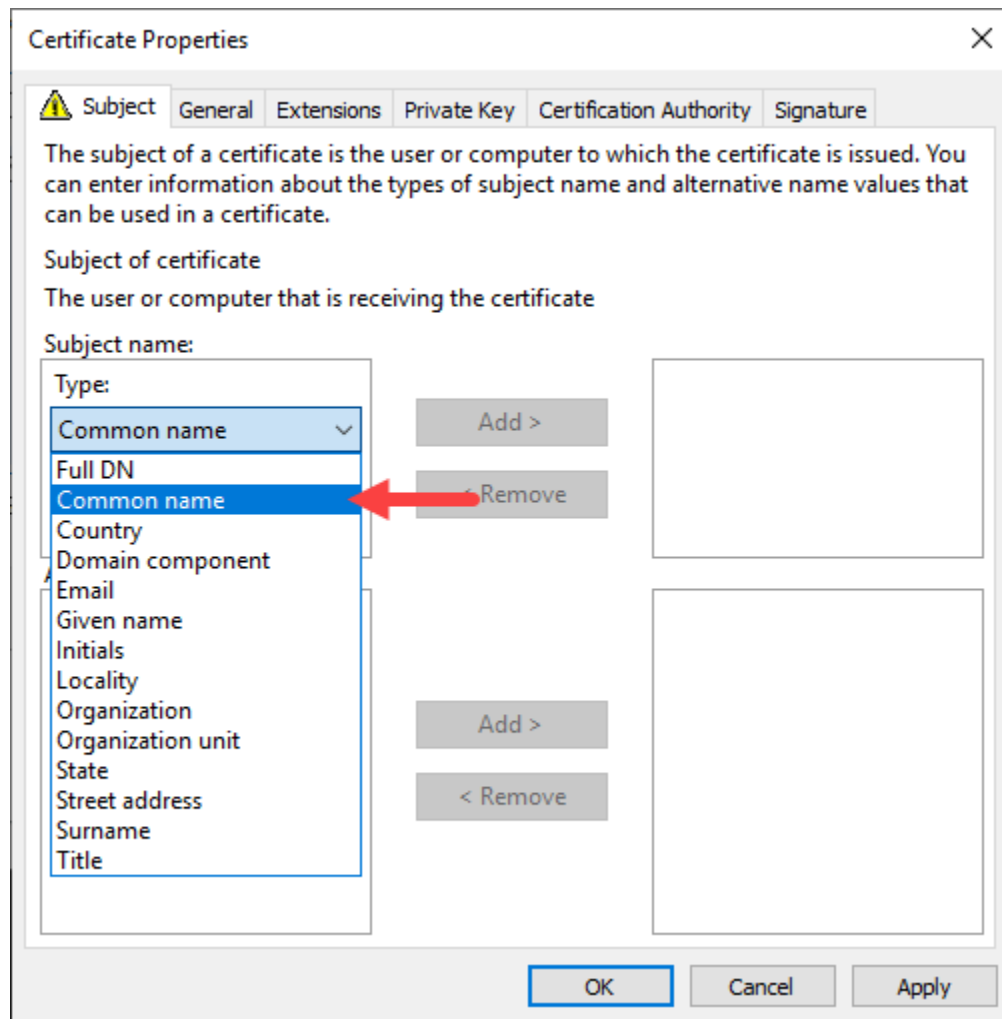 Certificate Properties
Subject
General
Extensions
Private Key
Certification Authority
Signature
The subject of a certificate is the user or computer to which the certificate is issued. You
can enter information about the types of subject name and alternative name values that
can be used in a certificate.
Subject of certificate
The user or computer that is receiving the certificate
Subject name:
Type:
Common name
Add >
Full DN
Common name
< Remove
Country
Domain component
Email
Given name
Initials
Locality
Organization
Add >
Organization unit
State
Street address
< Remove
Surname
Title
OK
Cancel
Apply